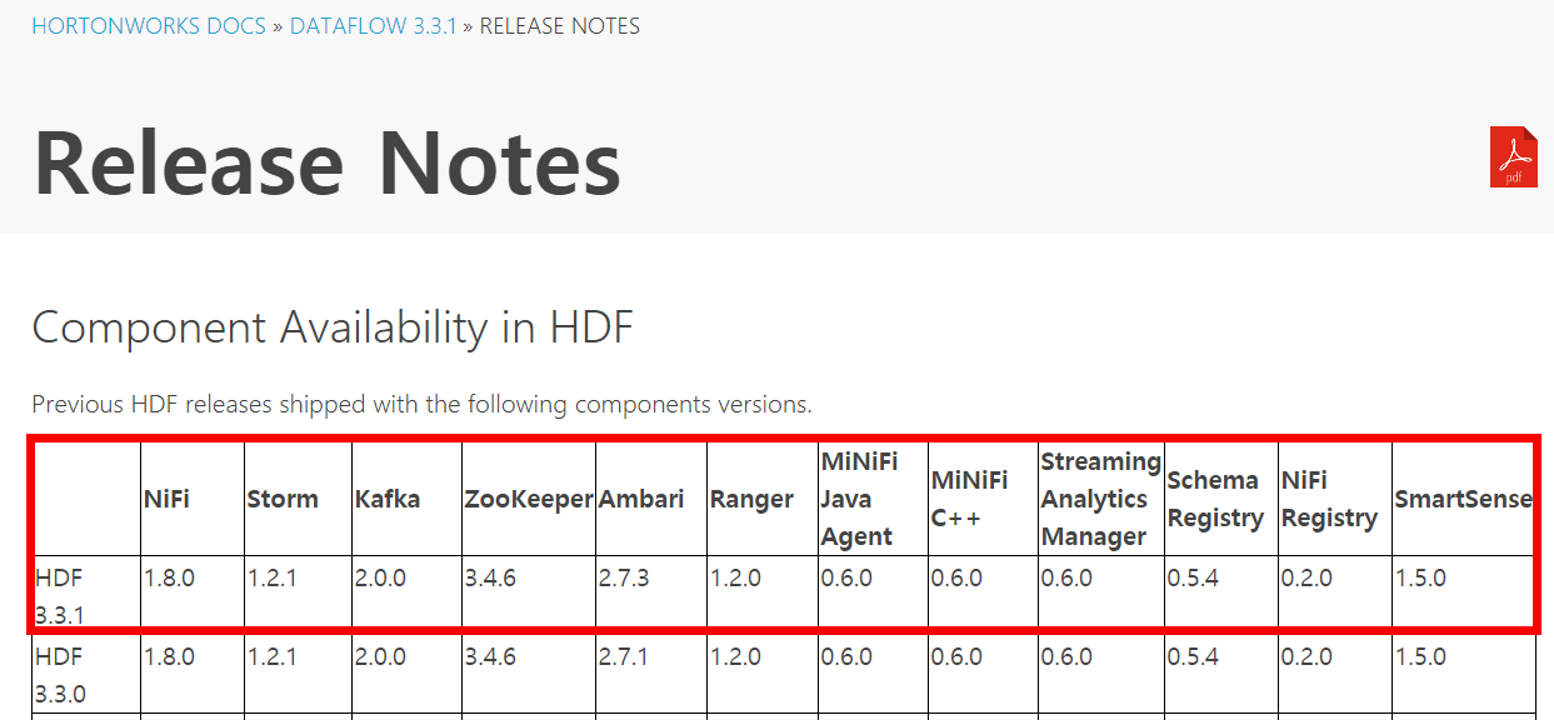 HORTONWORKS DOCS » DATAFLOW 3.3.1 » RELEASE NOTES
Release Notes
pdf
Component Availability in HDF
Previous HDF releases shipped with the following components versions.
NiFi Storm Kafka ZooKeeper Ambari Ranger MiNiFi Java Agent MiNiFi C++ Streaming Analytics Manager Schema Registry NiFi Registry SmartSense
HDF 3.3.1 1.8.0 1.2.1 2.0.0 3.4.6 2.7.3 1.2.0 0.6.0 0.6.0 0.6.0 0.5.4 0.2.0 1.5.0
HDF 3.3.0 1.8.0 1.2.1 2.0.0 3.4.6 2.7.1 1.2.0 0.6.0 0.6.0 0.6.0 0.5.4 0.2.0 1.5.0